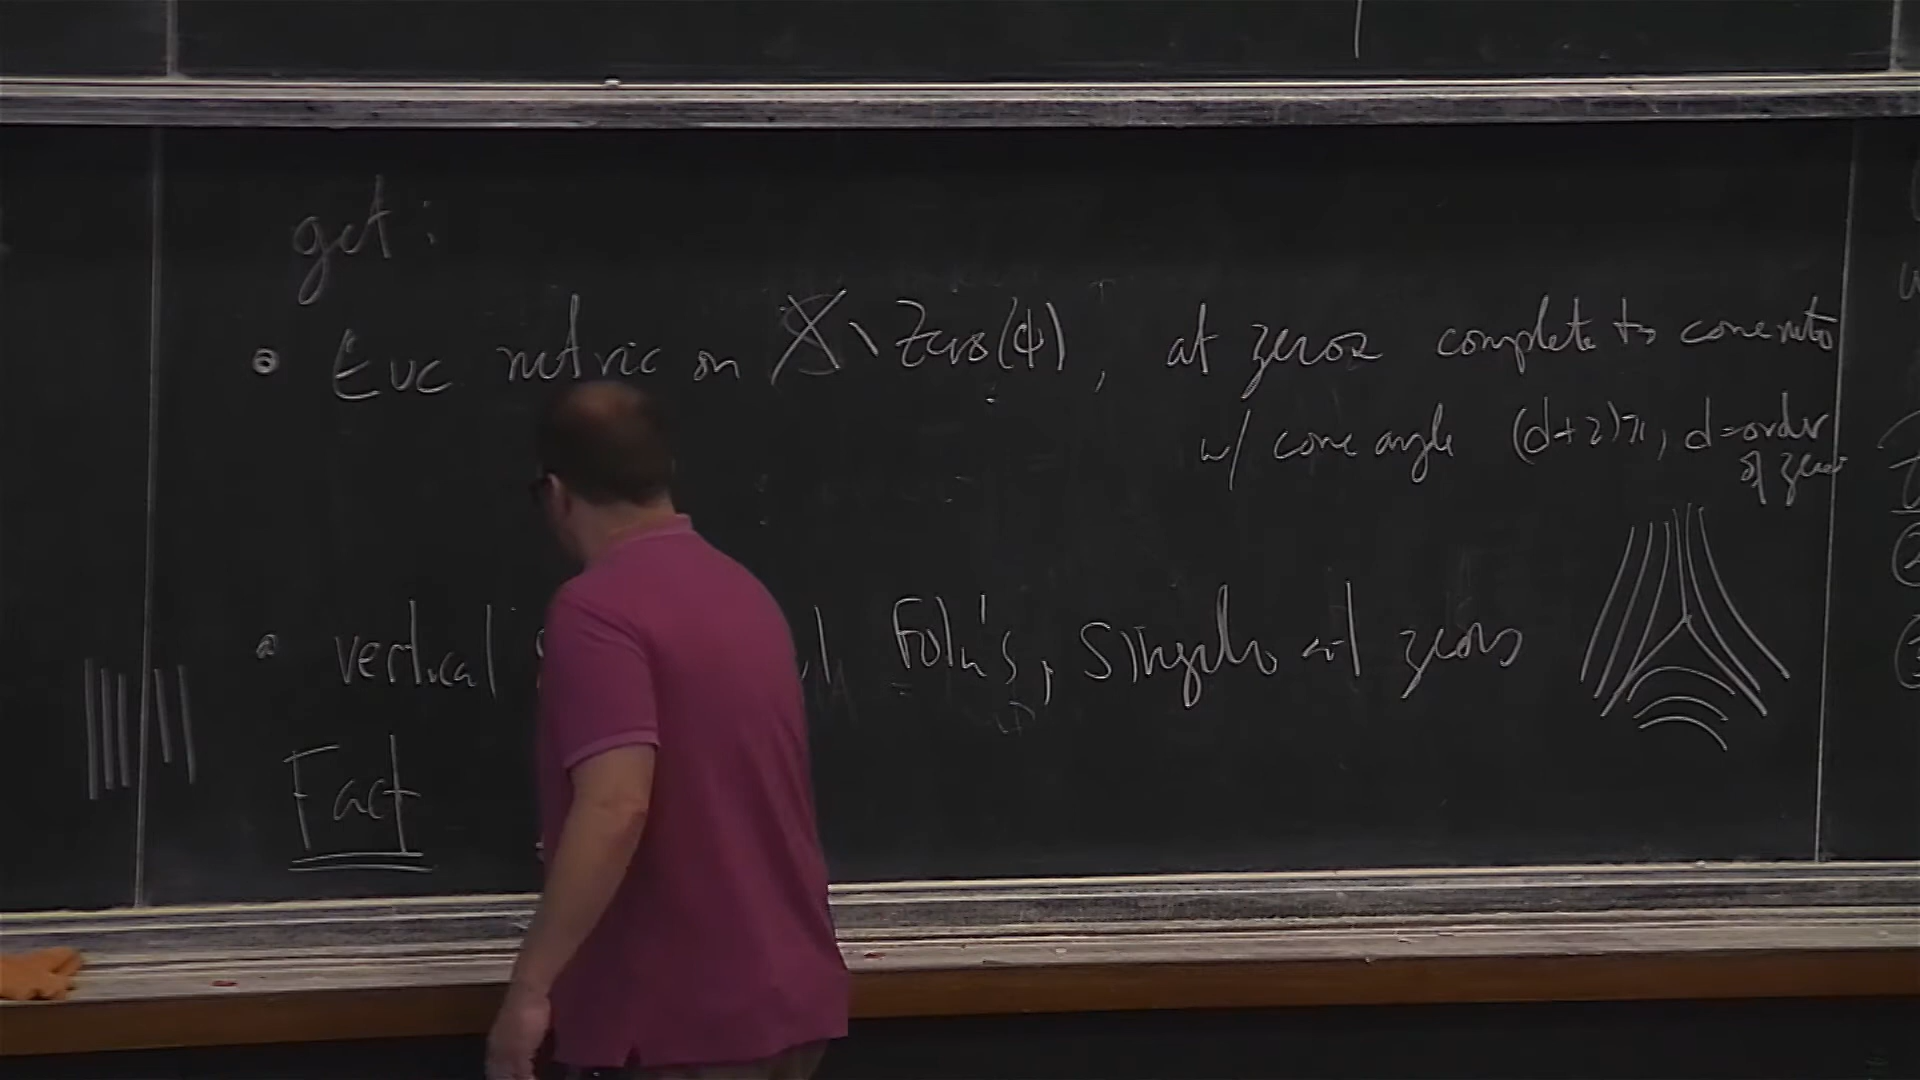 get:
• Euc metric on X \ Zero(φ), at zeros complete to cone metric
w/ cone angle (d+2)π, d = order
of zero
• vertical Foln's, singular at zeros
Fact